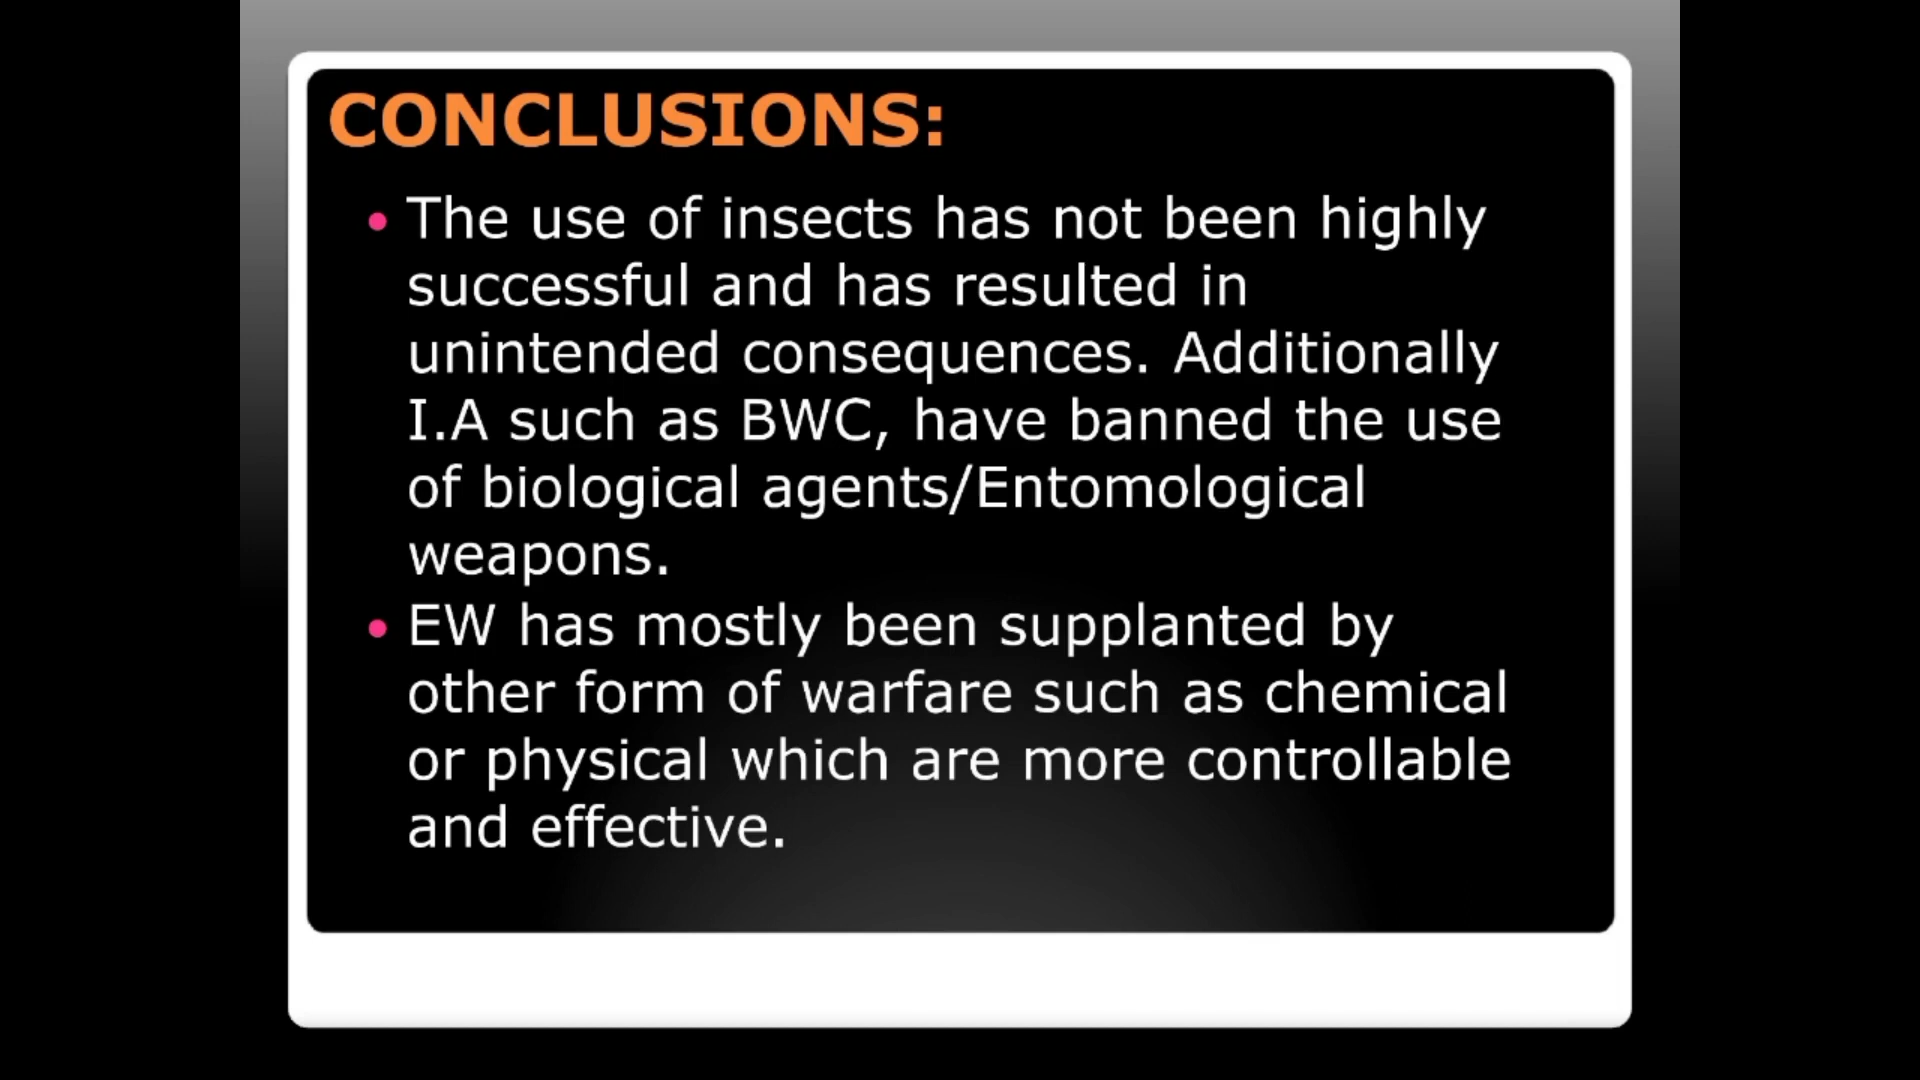 CONCLUSIONS:
• The use of insects has not been highly
successful and has resulted in
unintended consequences. Additionally
I.A such as BWC, have banned the use
of biological agents/Entomological
weapons.
• EW has mostly been supplanted by
other form of warfare such as chemical
or physical which are more controllable
and effective.